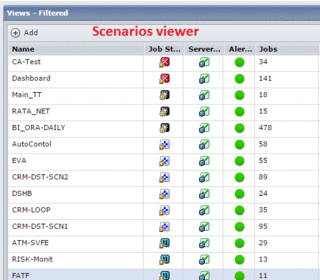 Views - Filtered
Add
Scenarios viewer
Name Job St... Server... Aler... Jobs
CA-Test 34
Dashboard 141
Main_TT 18
RATA_NET 15
BI_ORA-DAILY 478
AutoContol 58
EVA 55
CRM-DST-SCN2 89
DSHB 24
CRM-LOOP 35
CRM-DST-SCN1 95
ATM-SVFE 29
RISK-Monit 13
FATF 11